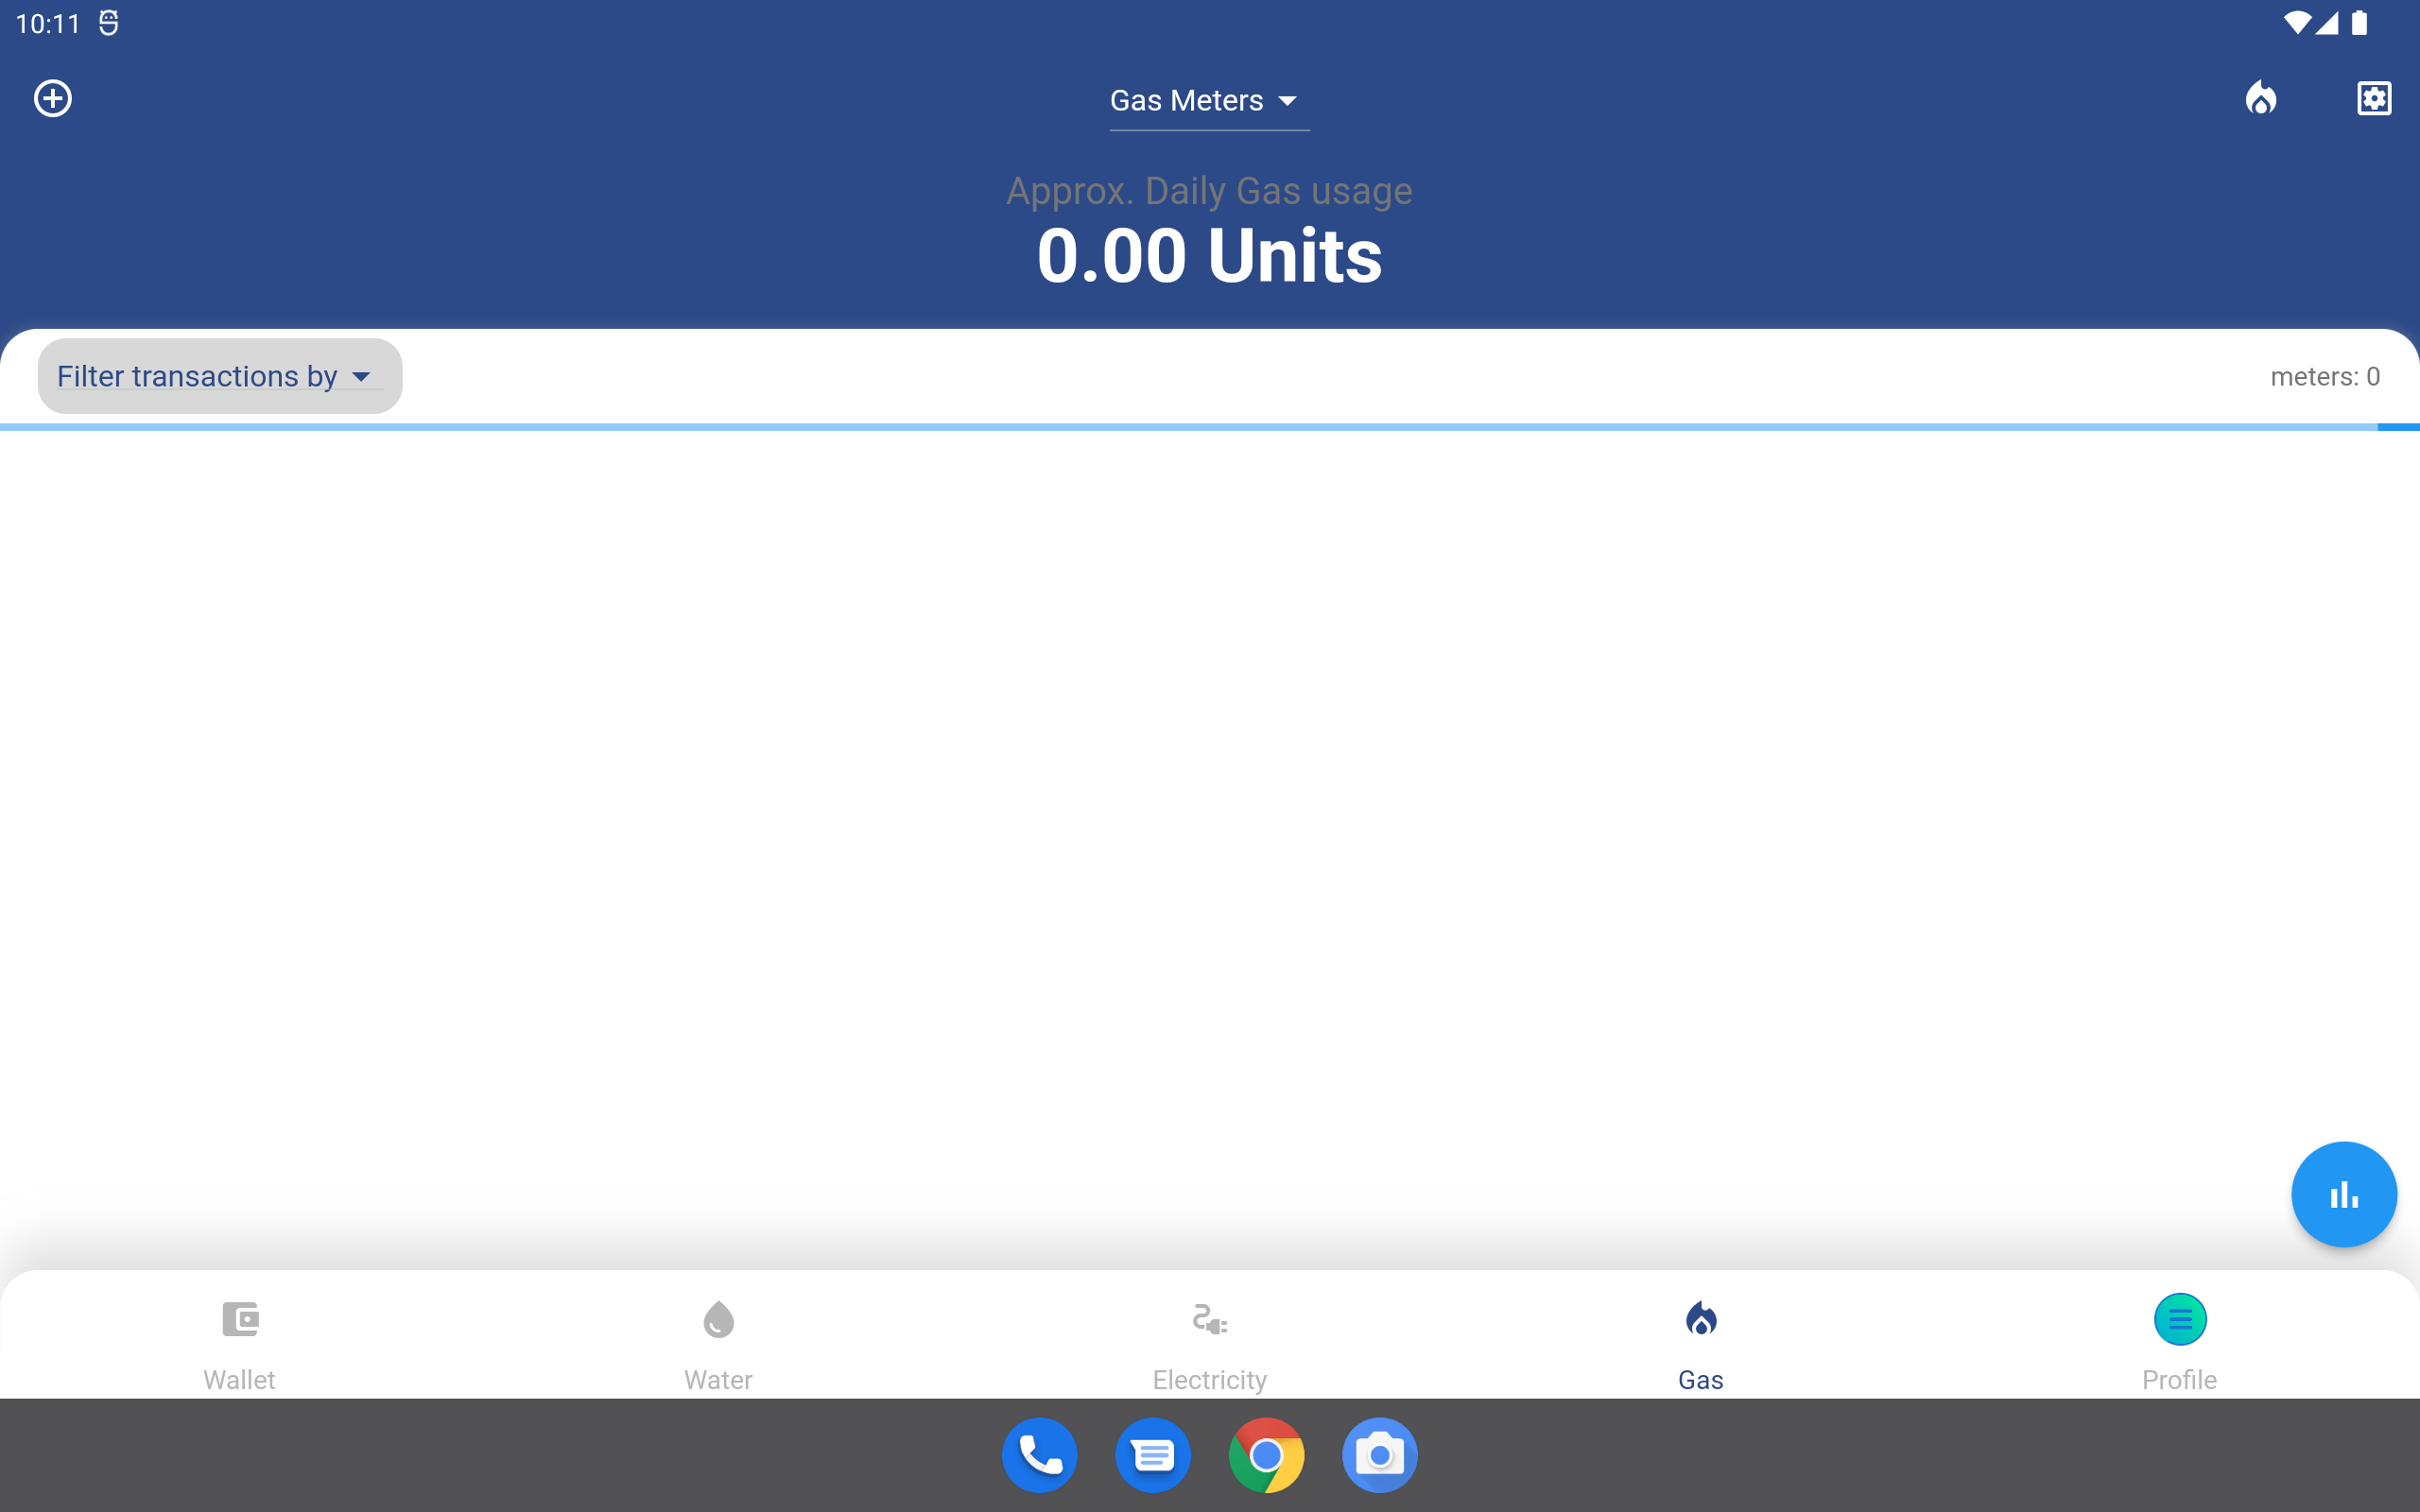 10:11
Gas Meters
Approx. Daily Gas usage
0.00 Units
Filter transactions by
meters: 0
Wallet
Water
Electricity
Gas
Profile